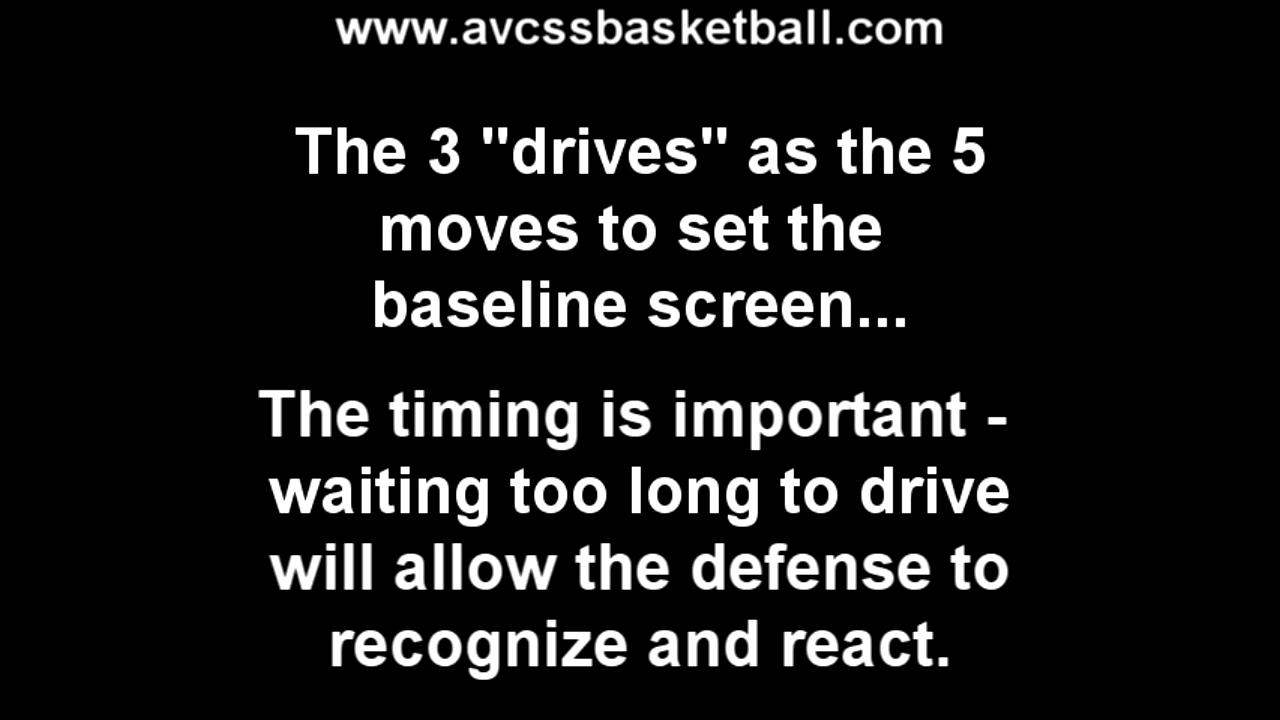 www.avcssbasketball.com
The 3 "drives" as the 5
moves to set the
baseline screen...
The timing is important -
waiting too long to drive
will allow the defense to
recognize and react.